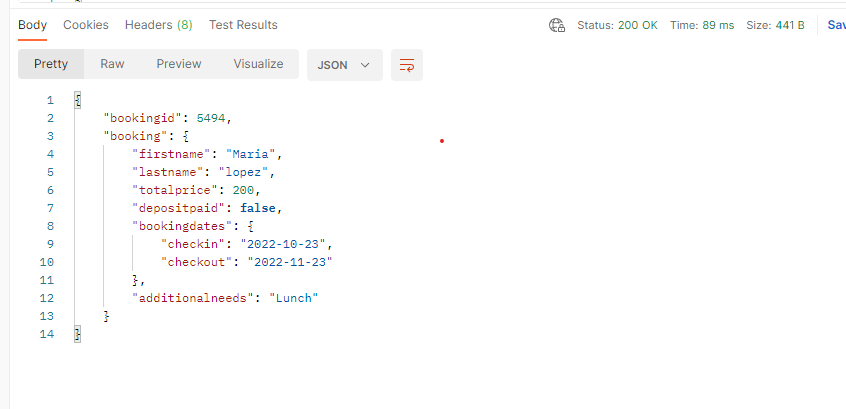 Body Cookies Headers (8) Test Results Status: 200 OK Time: 89 ms Size: 441 B
Pretty Raw Preview Visualize JSON
1 {
2 "bookingid": 5494,
3 "booking": {
4 "firstname": "Maria",
5 "lastname": "lopez",
6 "totalprice": 200,
7 "depositpaid": false,
8 "bookingdates": {
9 "checkin": "2022-10-23",
10 "checkout": "2022-11-23"
11 },
12 "additionalneeds": "Lunch"
13 }
14 }